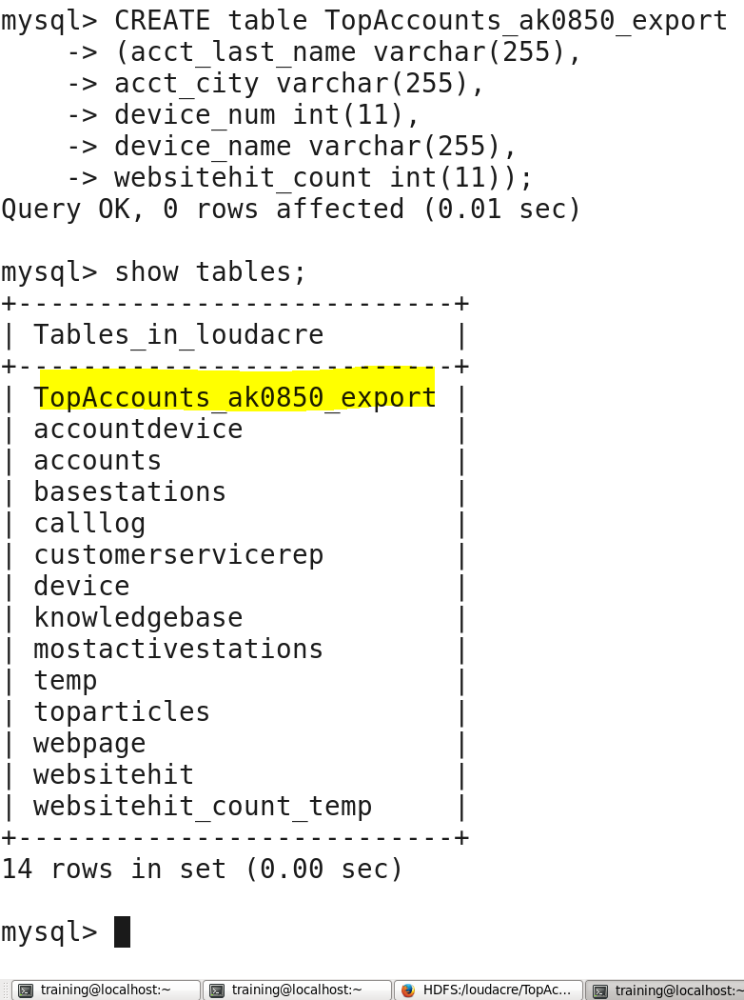 mysql> CREATE table TopAccounts_ak0850_export
    -> (acct_last_name varchar(255),
    -> acct_city varchar(255),
    -> device_num int(11),
    -> device_name varchar(255),
    -> websitehit_count int(11));
Query OK, 0 rows affected (0.01 sec)

mysql> show tables;
+---------------------------+
| Tables_in_loudacre        |
+---------------------------+
| TopAccounts_ak0850_export |
| accountdevice             |
| accounts                  |
| basestations              |
| calllog                   |
| customerservicerep        |
| device                    |
| knowledgebase             |
| mostactivestations        |
| temp                      |
| toparticles               |
| webpage                   |
| websitehit                |
| websitehit_count_temp     |
+---------------------------+
14 rows in set (0.00 sec)

mysql>
training@localhost:~ training@localhost:~ HDFS:/loudacre/TopAc... training@localhost:~